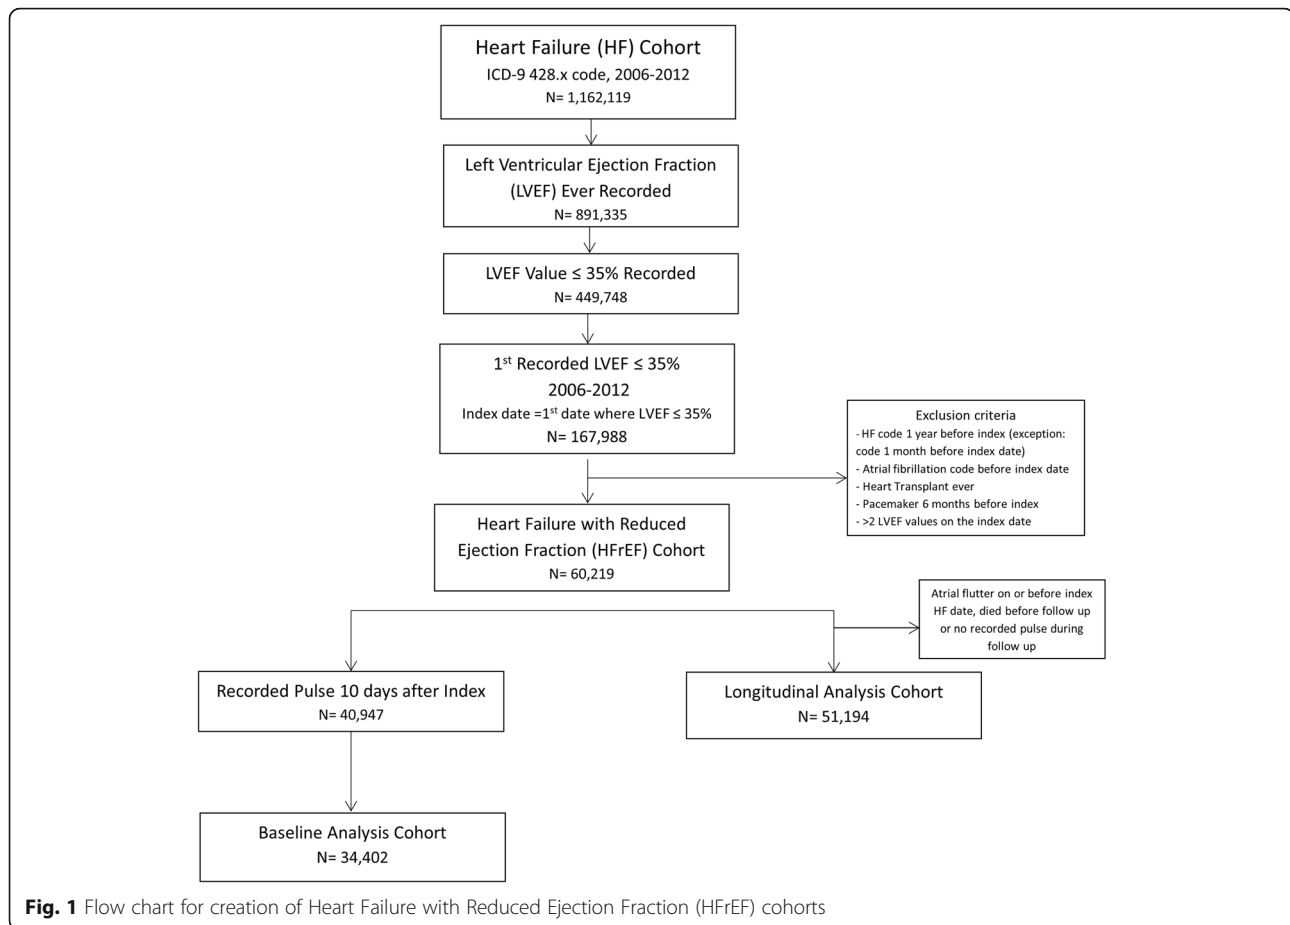 Heart Failure (HF) Cohort
ICD-9 428.x code, 2006-2012
N= 1,162,119
Left Ventricular Ejection Fraction
(LVEF) Ever Recorded
N= 891,335
LVEF Value ≤ 35% Recorded
N= 449,748
1st Recorded LVEF ≤ 35%
2006-2012
Index date =1st date where LVEF ≤ 35%
N= 167,988
Exclusion criteria
- HF code 1 year before index (exception:
code 1 month before index date)
- Atrial fibrillation code before index date
- Heart Transplant ever
- Pacemaker 6 months before index
- >2 LVEF values on the index date
Heart Failure with Reduced
Ejection Fraction (HFrEF) Cohort
N= 60,219
Atrial flutter on or before index
HF date, died before follow up
or no recorded pulse during
follow up
Recorded Pulse 10 days after Index
N= 40,947
Longitudinal Analysis Cohort
N= 51,194
Baseline Analysis Cohort
N= 34,402
Fig. 1 Flow chart for creation of Heart Failure with Reduced Ejection Fraction (HFrEF) cohorts